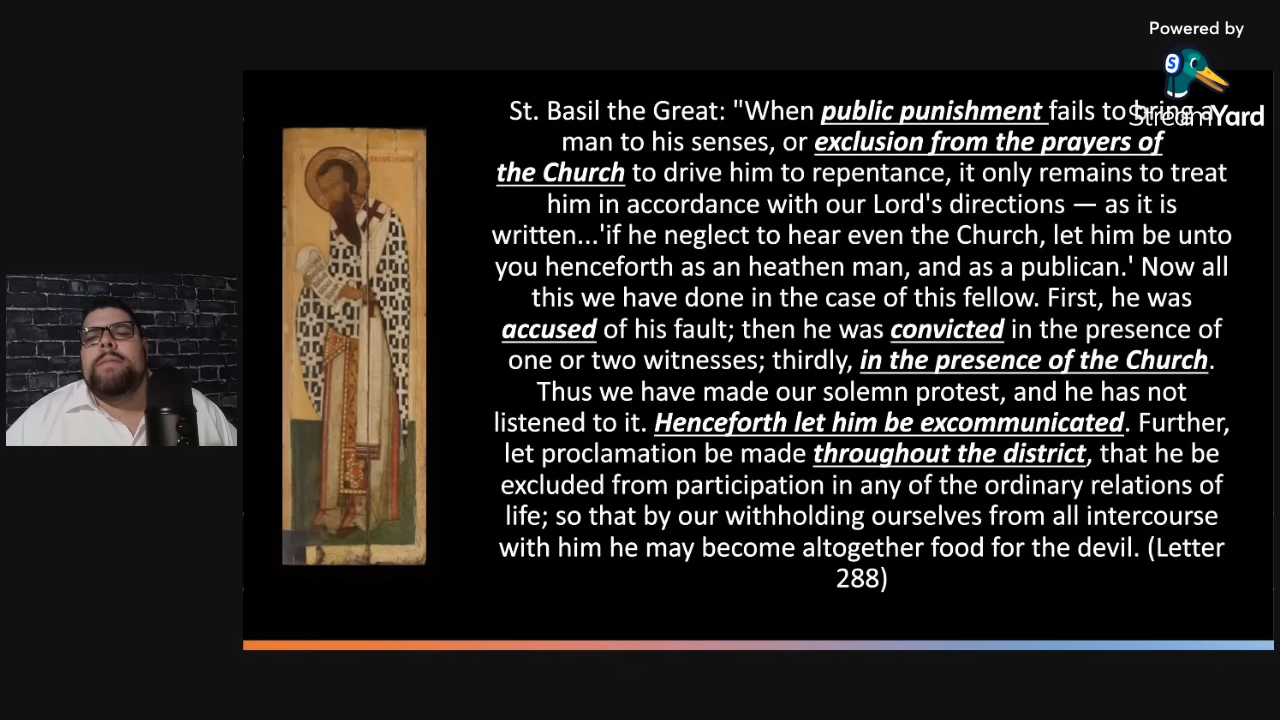 Powered by
StreamYard
St. Basil the Great: "When public punishment fails to bring a
man to his senses, or exclusion from the prayers of
the Church to drive him to repentance, it only remains to treat
him in accordance with our Lord's directions — as it is
written...'if he neglect to hear even the Church, let him be unto
you henceforth as an heathen man, and as a publican.' Now all
this we have done in the case of this fellow. First, he was
accused of his fault; then he was convicted in the presence of
one or two witnesses; thirdly, in the presence of the Church.
Thus we have made our solemn protest, and he has not
listened to it. Henceforth let him be excommunicated. Further,
let proclamation be made throughout the district, that he be
excluded from participation in any of the ordinary relations of
life; so that by our withholding ourselves from all intercourse
with him he may become altogether food for the devil. (Letter
288)